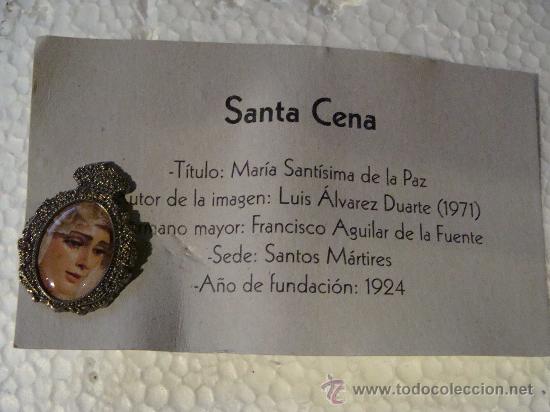 Santa Cena
-Título: María Santísima de la Paz
utor de la imagen: Luis Álvarez Duarte (1971)
rmano mayor: Francisco Aguilar de la Fuente
-Sede: Santos Mártires
-Año de fundación: 1924
www.todocoleccion.net